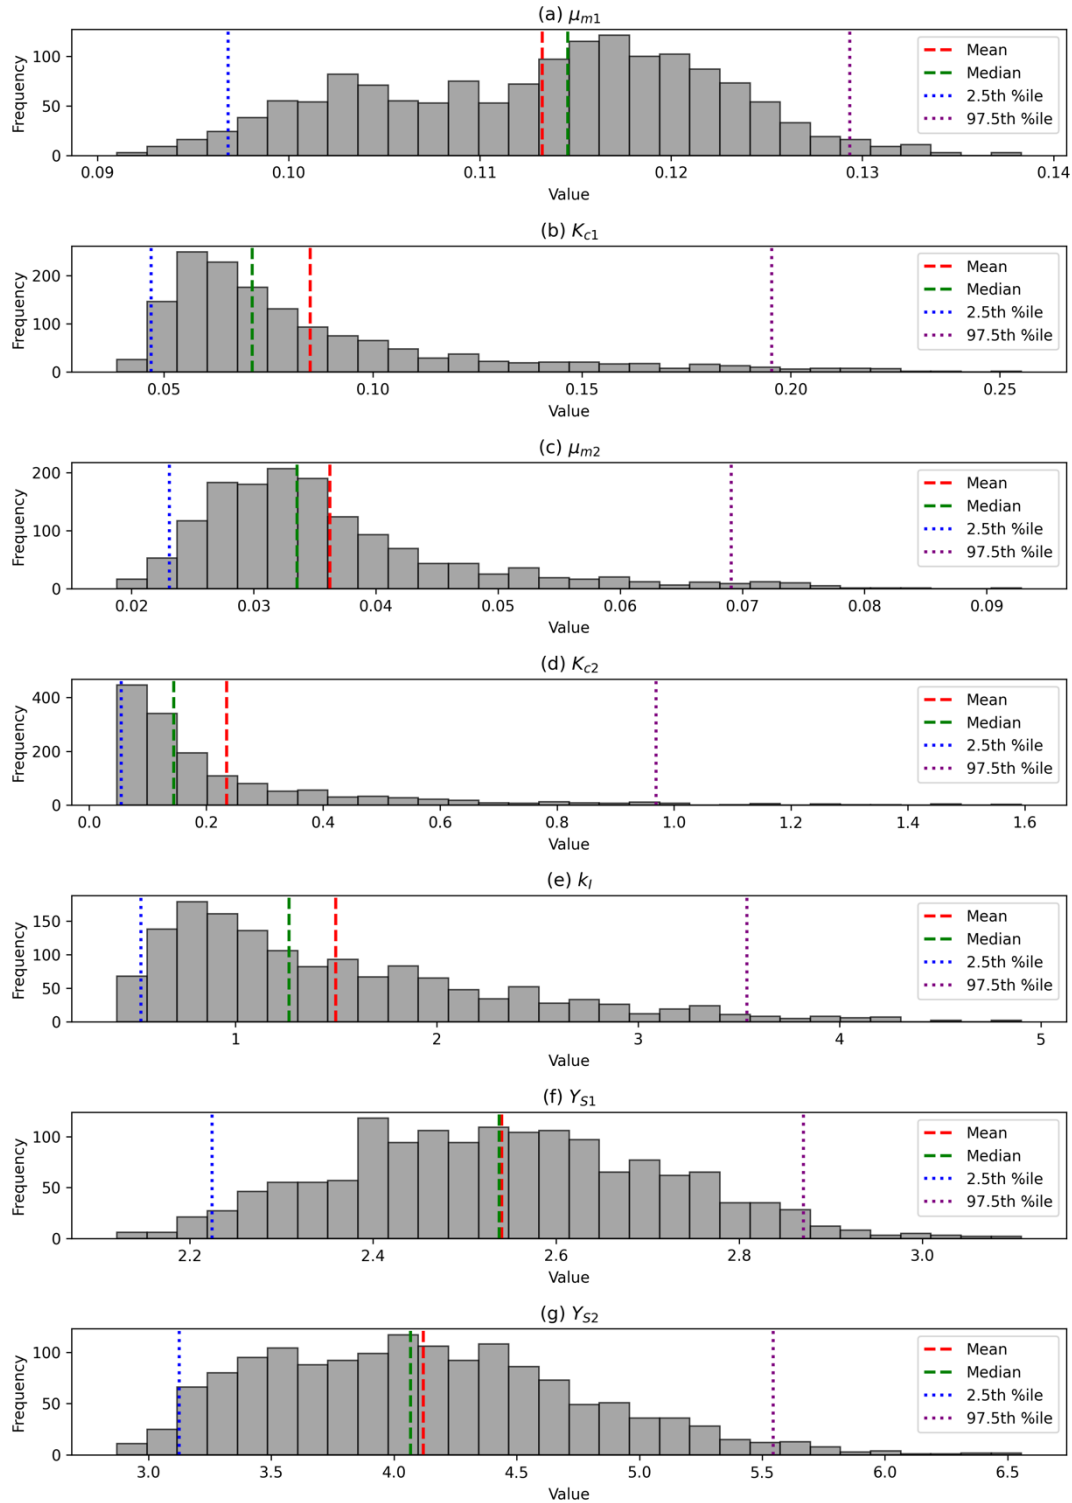 (a) μm1
Frequency
100
50
0
Mean
Median
2.5th %ile
97.5th %ile
0.09 0.10 0.11 0.12 0.13 0.14
Value
(b) Kc1
Frequency
200
100
0
Mean
Median
2.5th %ile
97.5th %ile
0.05 0.10 0.15 0.20 0.25
Value
(c) μm2
Frequency
200
100
0
Mean
Median
2.5th %ile
97.5th %ile
0.02 0.03 0.04 0.05 0.06 0.07 0.08 0.09
Value
(d) Kc2
Frequency
400
200
0
Mean
Median
2.5th %ile
97.5th %ile
0.0 0.2 0.4 0.6 0.8 1.0 1.2 1.4 1.6
Value
(e) kI
Frequency
150
100
50
0
Mean
Median
2.5th %ile
97.5th %ile
1 2 3 4 5
Value
(f) YS1
Frequency
100
50
0
Mean
Median
2.5th %ile
97.5th %ile
2.2 2.4 2.6 2.8 3.0
Value
(g) YS2
Frequency
100
50
0
Mean
Median
2.5th %ile
97.5th %ile
3.0 3.5 4.0 4.5 5.0 5.5 6.0 6.5
Value